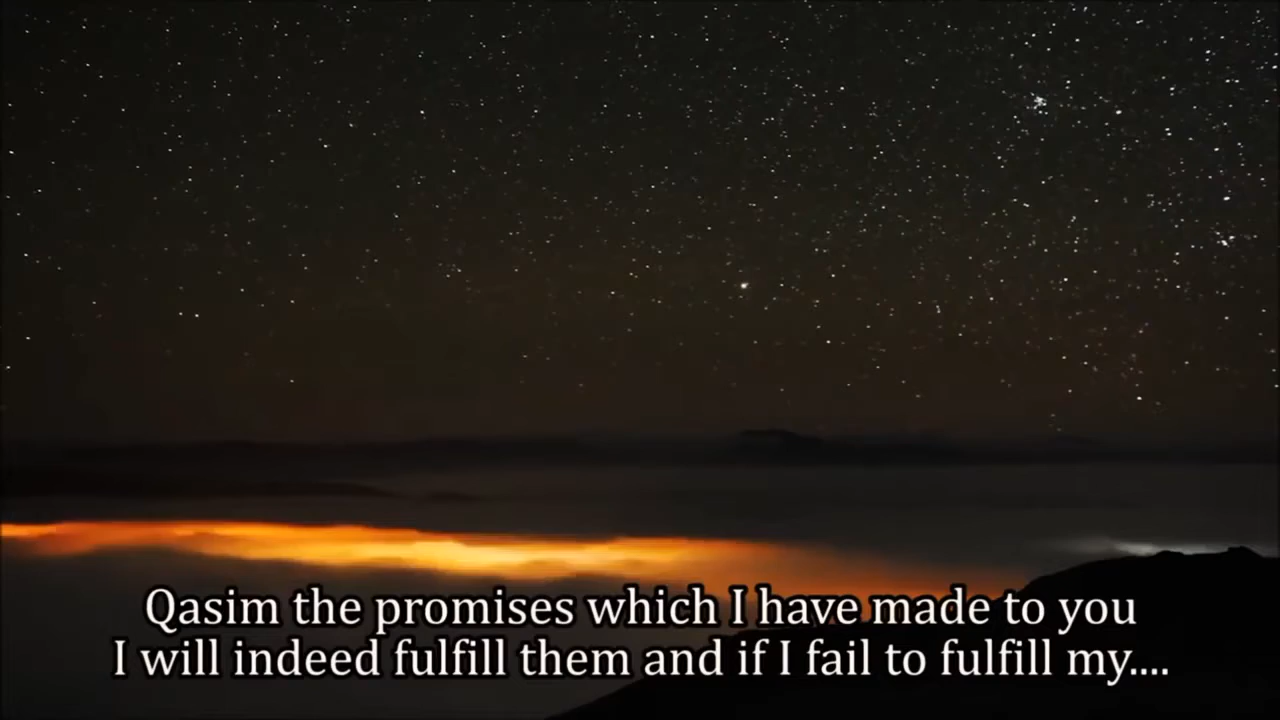 Qasim the promises which I have made to you
I will indeed fulfill them and if I fail to fulfill my....